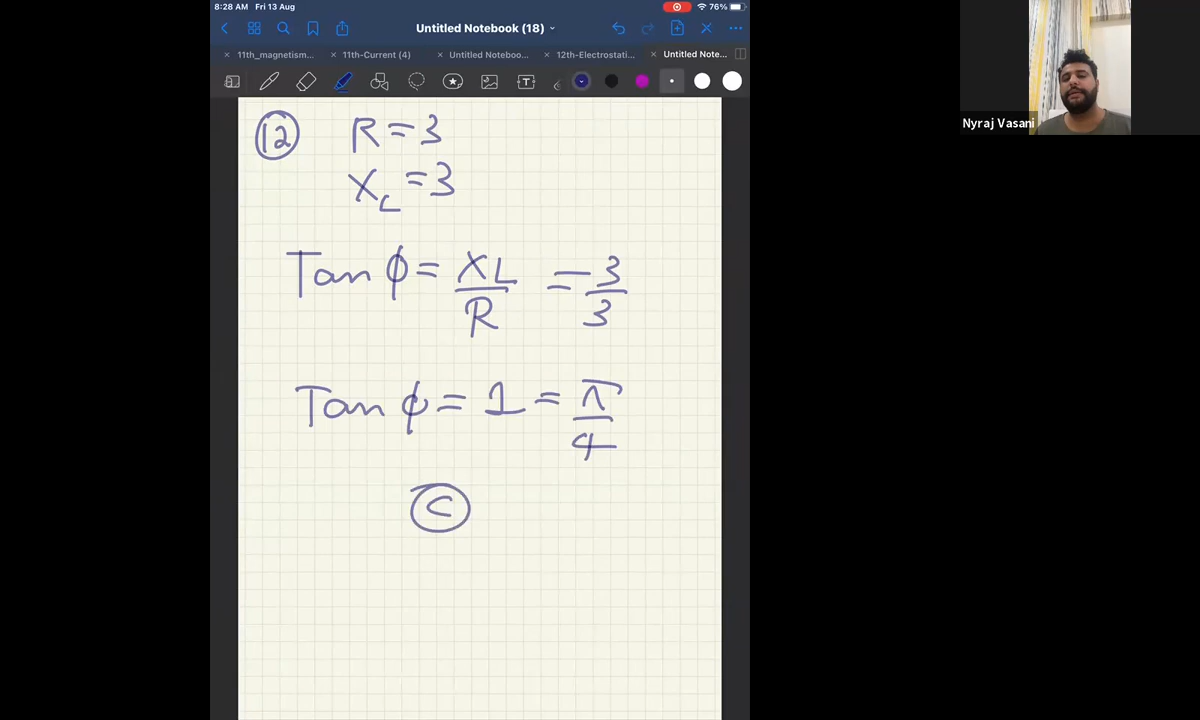 8:28 AM Fri 13 Aug
76%
Untitled Notebook (18)
11th_magnetism...
11th-Current (4)
Untitled Noteboo...
12th-Electrostati...
Untitled Note...
T
12 R = 3
XL = 3
Tan φ = XL/R = 3/3
Tan φ = 1 = π/4
C
Nyraj Vasani